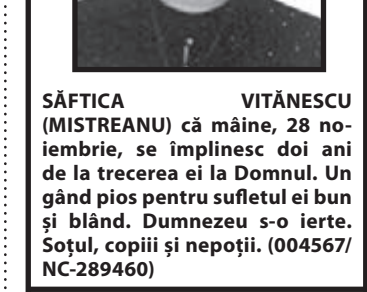 SĂFTICA VITĂNESCU
(MISTREANU) că mâine, 28 no-
iembrie, se împlinesc doi ani
de la trecerea ei la Domnul. Un
gând pios pentru sufletul ei bun
și blând. Dumnezeu s-o ierte.
Soțul, copiii și nepoții. (004567/
NC-289460)